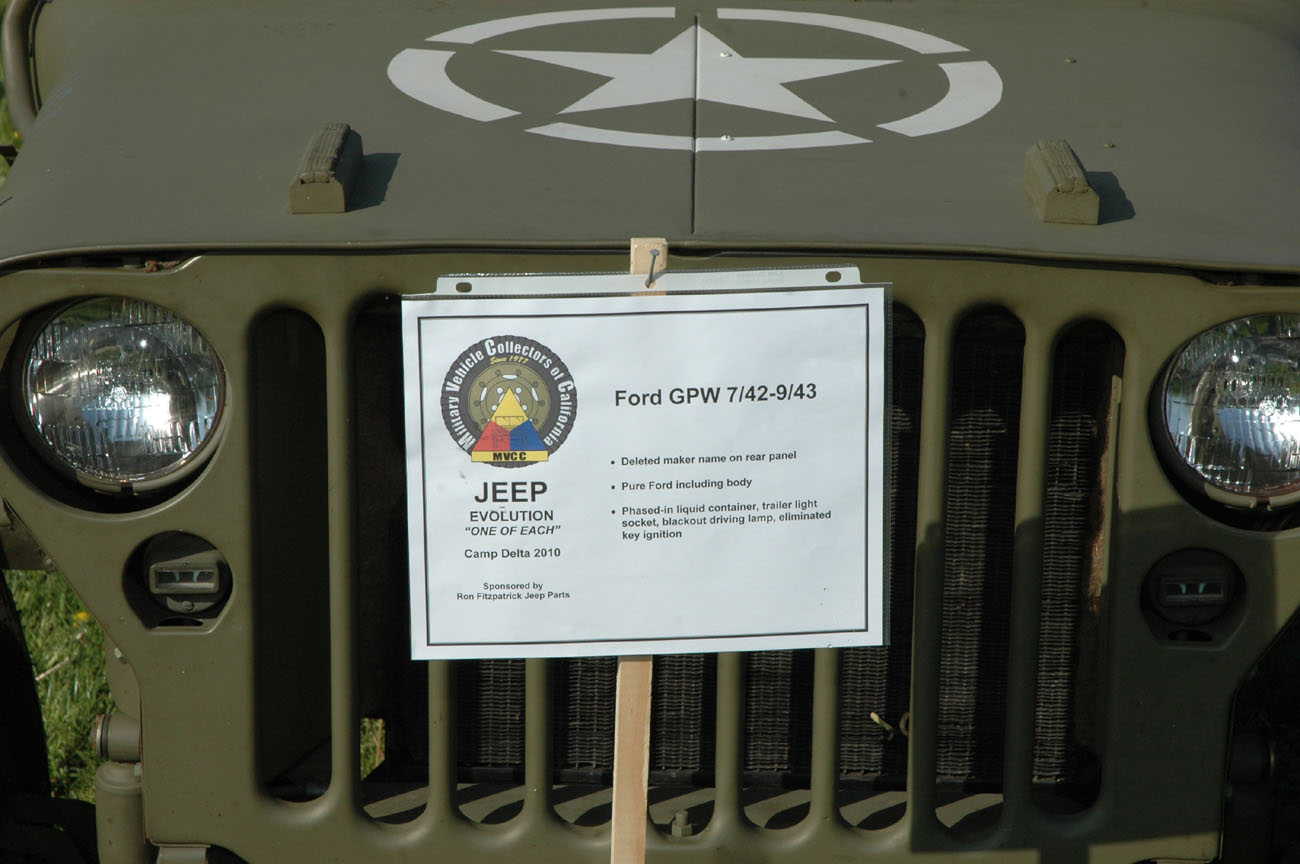 Military Vehicle Collectors of California
Since 1977
MVCC
JEEP
EVOLUTION
"ONE OF EACH"
Camp Delta 2010
Sponsored by
Ron Fitzpatrick Jeep Parts
Ford GPW 7/42-9/43
• Deleted maker name on rear panel
• Pure Ford including body
• Phased-in liquid container, trailer light
socket, blackout driving lamp, eliminated
key ignition